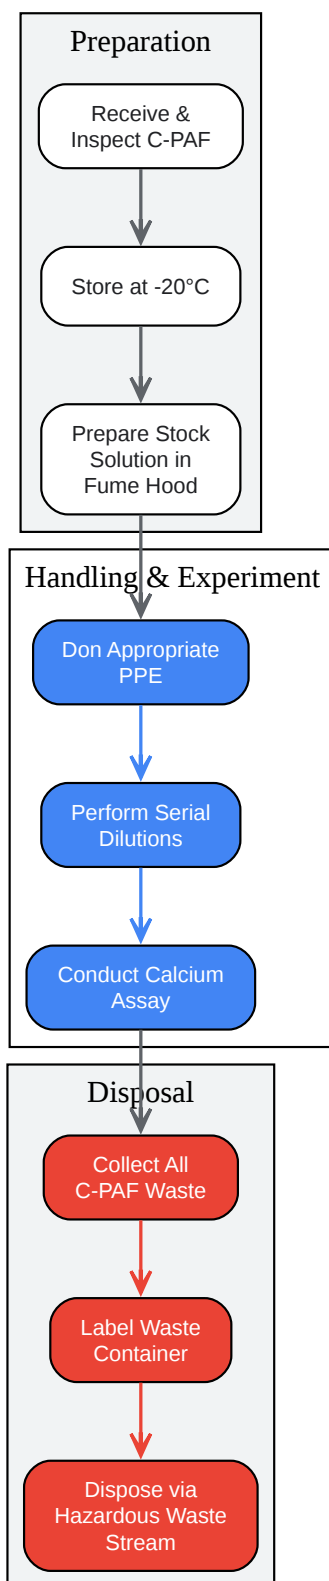 Preparation
Receive &
Inspect C-PAF
Store at -20°C
Prepare Stock
Solution in
Fume Hood
Handling & Experiment
Don Appropriate
PPE
Perform Serial
Dilutions
Conduct Calcium
Assay
Disposal
Collect All
C-PAF Waste
Label Waste
Container
Dispose via
Hazardous Waste
Stream